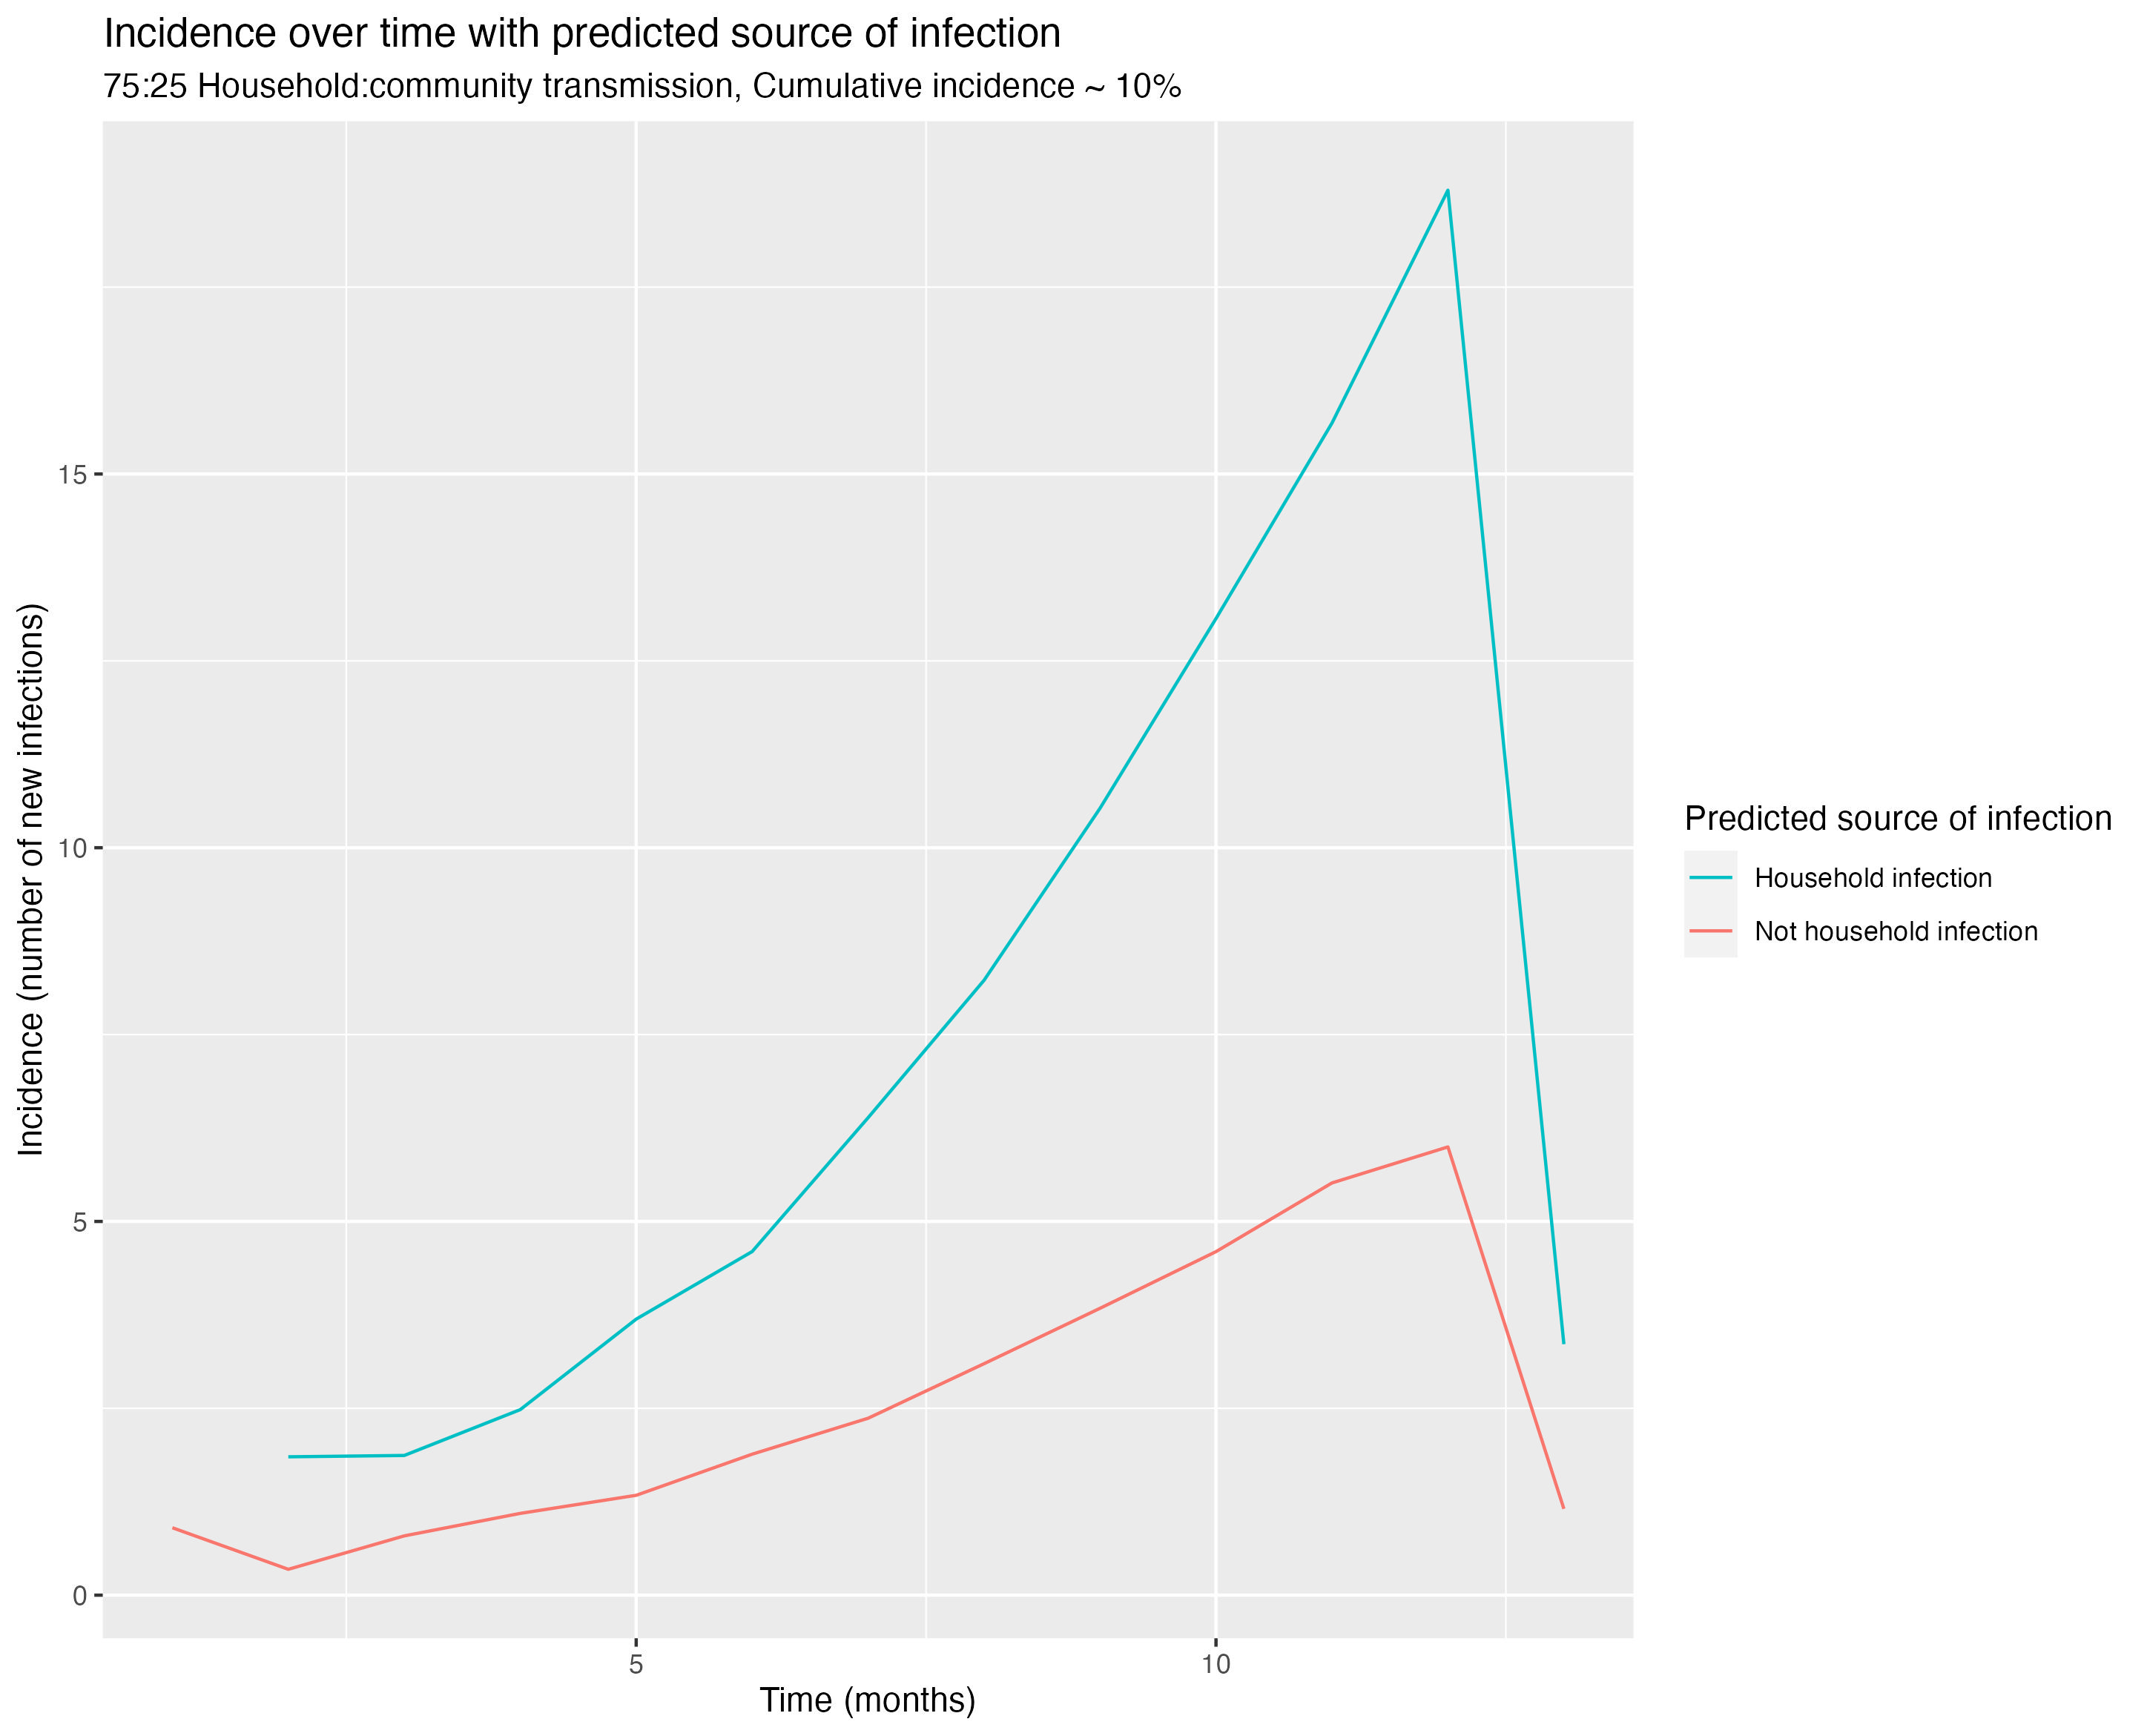 Incidence over time with predicted source of infection
75:25 Household:community transmission, Cumulative incidence ~ 10%
Incidence (number of new infections)
15
10
5
0
5
10
Time (months)
Predicted source of infection
Household infection
Not household infection